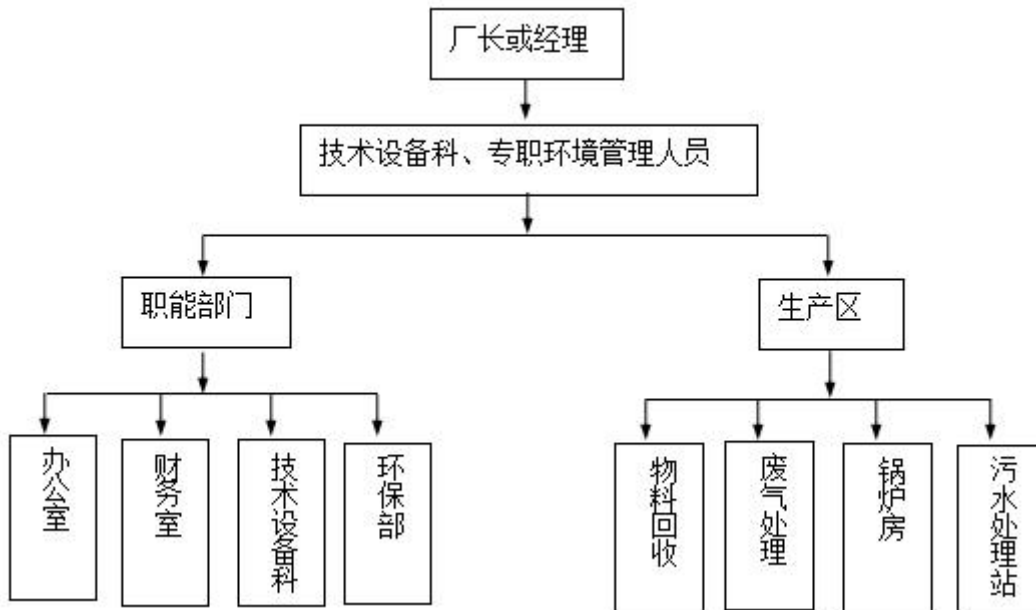 厂长或经理
技术设备科、专职环境管理人员
职能部门
生产区
办公室
财务室
技术设备科
环保部
物料回收
废气处理
锅炉房
污水处理站